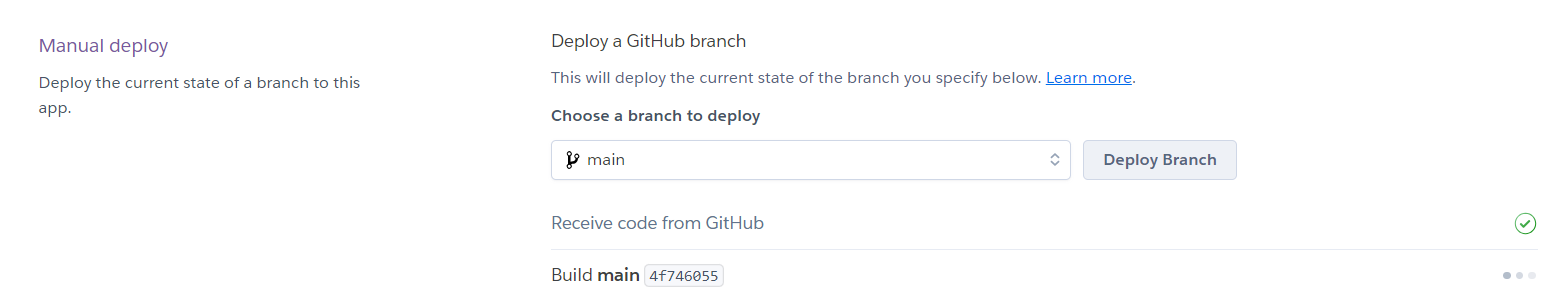 Manual deploy
Deploy the current state of a branch to this
app.
Deploy a GitHub branch
This will deploy the current state of the branch you specify below. Learn more.
Choose a branch to deploy
main
Deploy Branch
Receive code from GitHub
Build main 4f746055